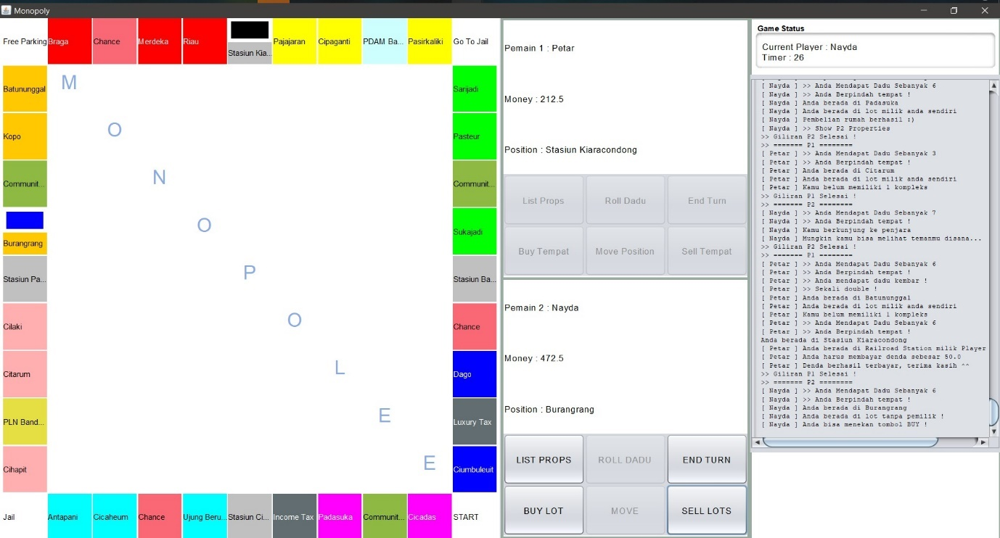 Monopoly
Free Parking
Braga
Chance
Merdeka
Riau
Stasiun Kia...
Pajajaran
Cipaganti
PDAM Ba...
Pasirkaliki
Go To Jail
Batununggal
Kopo
Communit...
Burangrang
Stasiun Pa...
Cilaki
Citarum
PLN Band...
Cihapit
M
O
N
O
P
O
L
E
E
Sarijadi
Pasteur
Communit...
Sukajadi
Stasiun Ba...
Chance
Dago
Luxury Tax
Ciumbuleuit
Jail
Antapani
Cicaheum
Chance
Ujung Beru...
Stasiun Ci...
Income Tax
Padasuka
Communit...
Cicadas
START
Pemain 1 : Petar
Money : 212.5
Position : Stasiun Kiaracondong
List Props
Roll Dadu
End Turn
Buy Tempat
Move Position
Sell Tempat
Pemain 2 : Nayda
Money : 472.5
Position : Burangrang
LIST PROPS
ROLL DADU
END TURN
BUY LOT
MOVE
SELL LOTS
Game Status
Current Player : Nayda
Timer : 26
[ Nayda ] >> Anda Mendapat Dadu Sebanyak 6
[ Nayda ] >> Anda Berpindah tempat !
[ Nayda ] Anda berada di Padasuka
[ Nayda ] Anda berada di lot milik anda sendiri
[ Nayda ] Pembelian rumah berhasil :)
[ Nayda ] >> Show P2 Properties
>> Giliran P2 Selesai !
>> ======= P1 ========
[ Petar ] >> Anda Mendapat Dadu Sebanyak 3
[ Petar ] >> Anda Berpindah tempat !
[ Petar ] Anda berada di Citarum
[ Petar ] Anda berada di lot milik anda sendiri
[ Petar ] Kamu belum memiliki 1 kompleks
>> Giliran P1 Selesai !
>> ======= P2 ========
[ Nayda ] >> Anda Mendapat Dadu Sebanyak 7
[ Nayda ] >> Anda Berpindah tempat !
[ Nayda ] Kamu berkunjung ke penjara
[ Nayda ] Mungkin kamu bisa melihat temanmu disana...
>> Giliran P2 Selesai !
>> ======= P1 ========
[ Petar ] >> Anda Mendapat Dadu Sebanyak 6
[ Petar ] >> Anda Berpindah tempat !
[ Petar ] >> Anda mendapat dadu kembar !
[ Petar ] >> Sekali double !
[ Petar ] Anda berada di Batununggal
[ Petar ] Anda berada di lot milik anda sendiri
[ Petar ] Kamu belum memiliki 1 kompleks
[ Petar ] >> Anda Mendapat Dadu Sebanyak 6
[ Petar ] >> Anda Berpindah tempat !
Anda berada di Stasiun Kiaracondong
[ Petar ] Anda berada di Railroad Station milik Player
[ Petar ] Anda harus membayar denda sebesar 50.0
[ Petar ] Denda berhasil terbayar, terima kasih ^^
>> Giliran P1 Selesai !
>> ======= P2 ========
[ Nayda ] >> Anda Mendapat Dadu Sebanyak 6
[ Nayda ] >> Anda Berpindah tempat !
[ Nayda ] Anda berada di Burangrang
[ Nayda ] Anda berada di lot tanpa pemilik !
[ Nayda ] Anda bisa menekan tombol BUY !